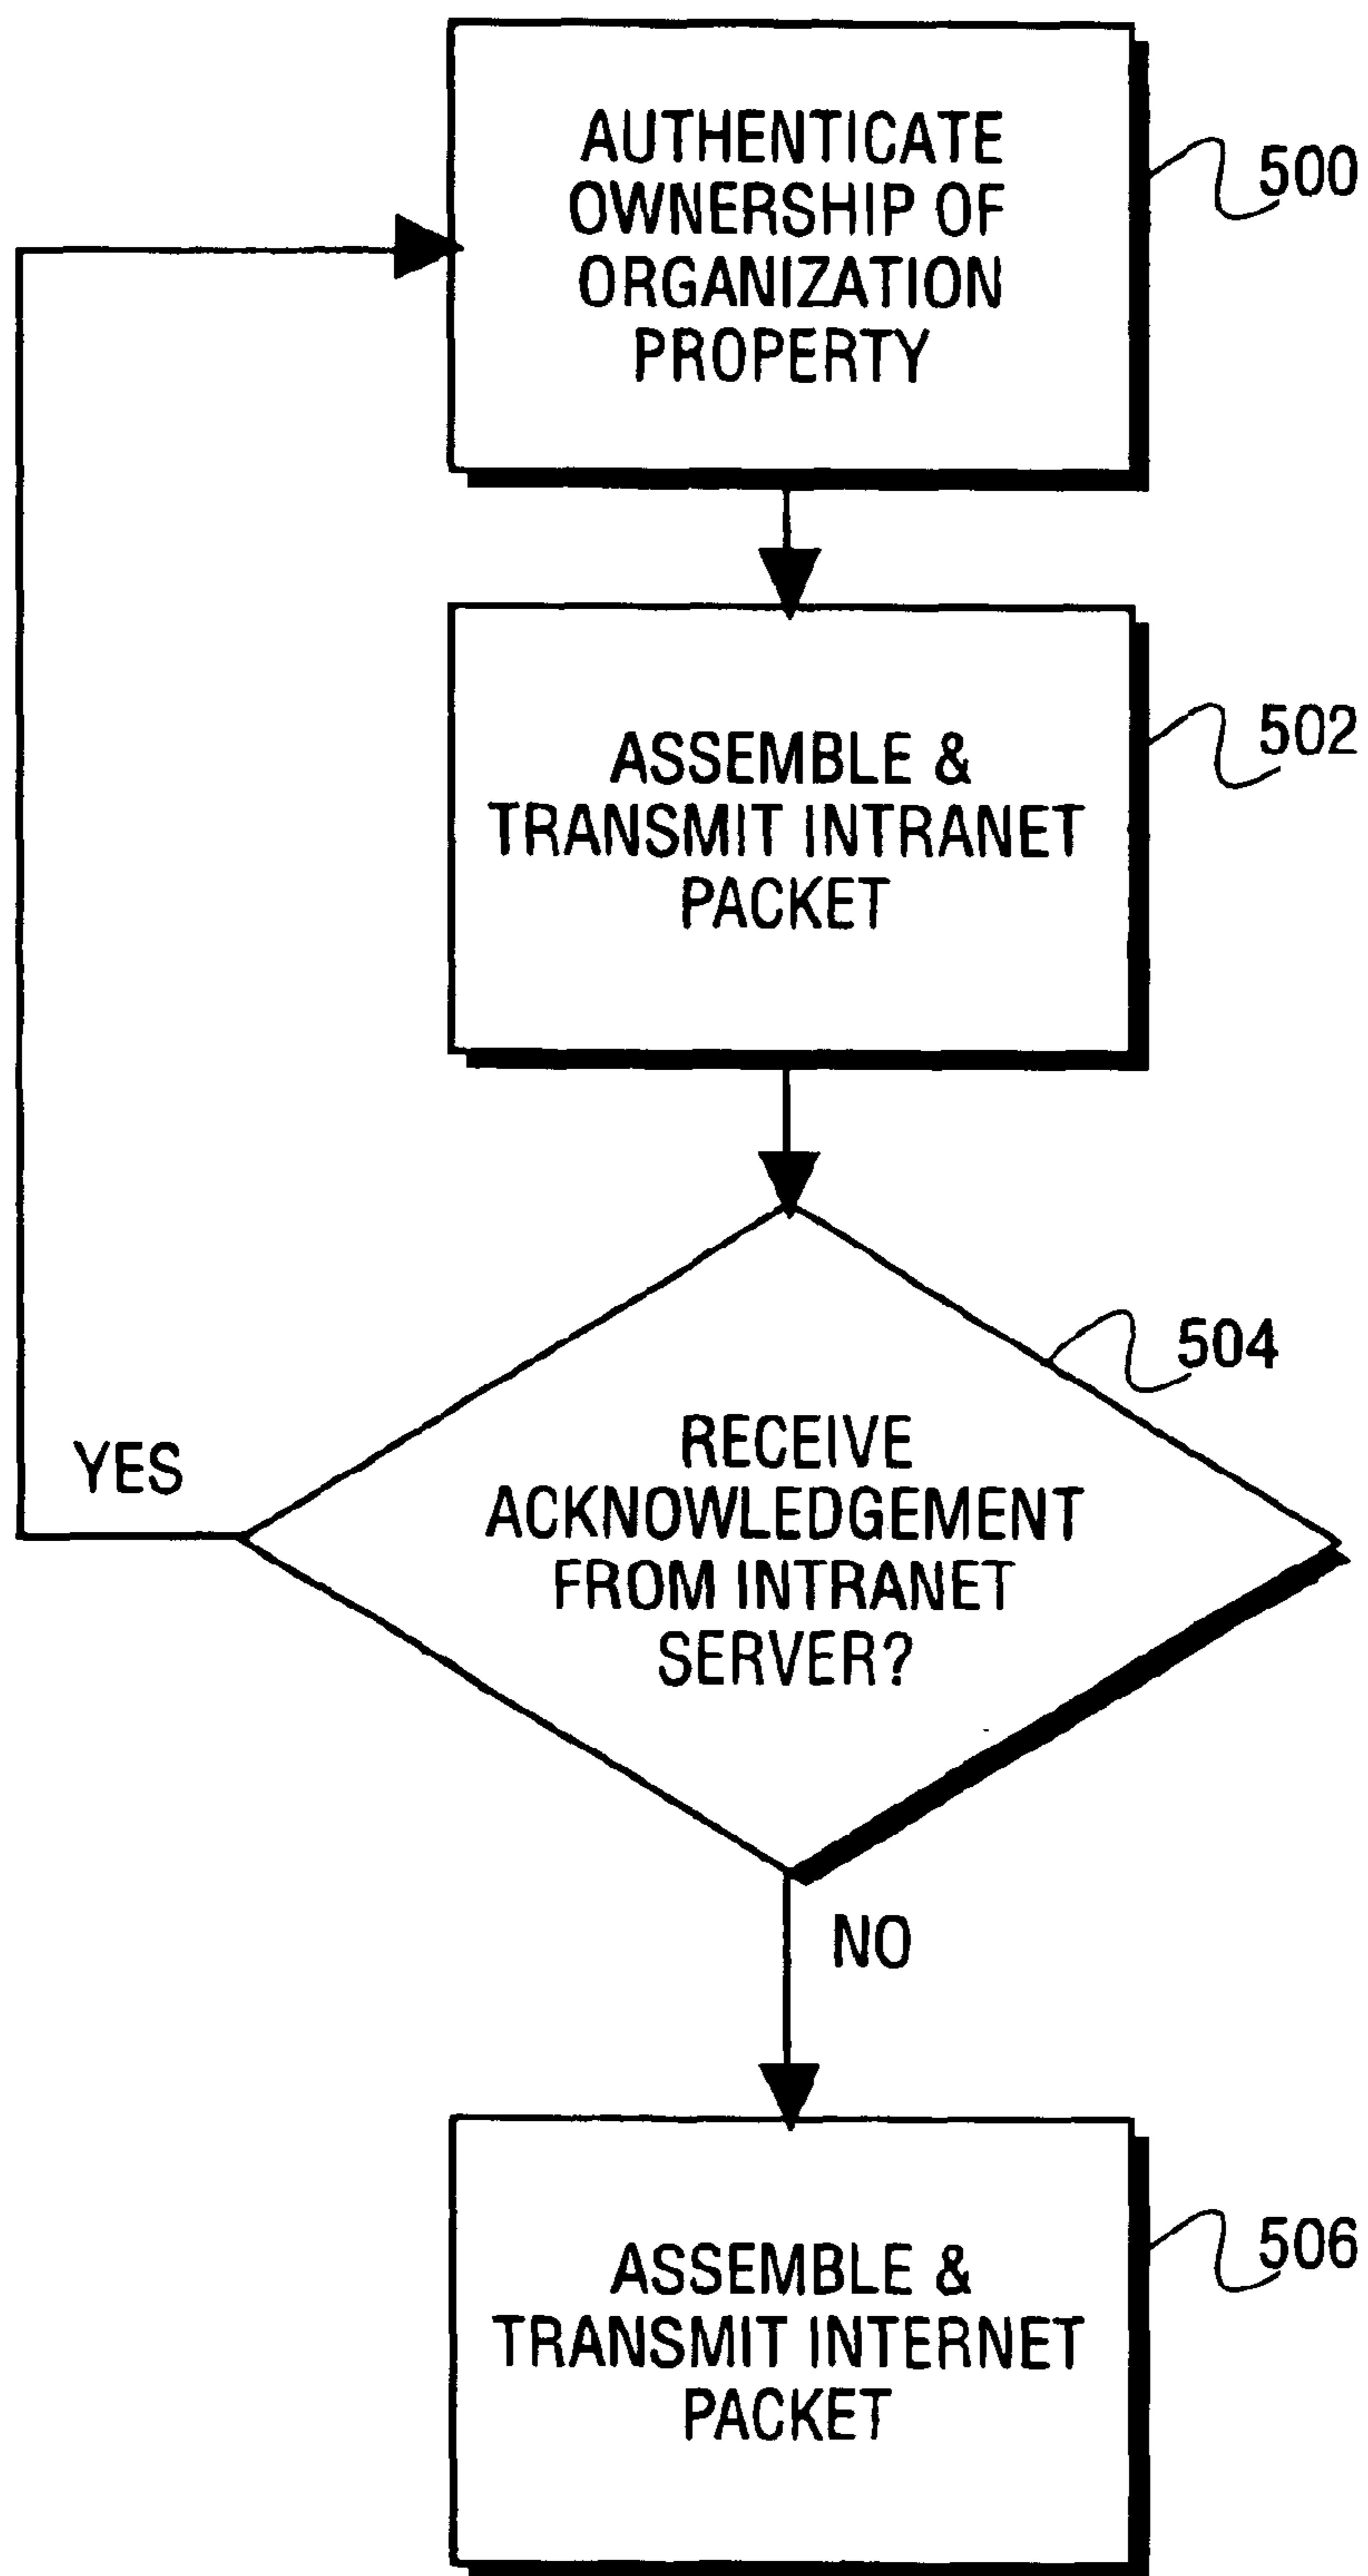 AUTHENTICATE
OWNERSHIP OF
ORGANIZATION
PROPERTY
500
ASSEMBLE &
TRANSMIT INTRANET
PACKET
502
504
RECEIVE
ACKNOWLEDGEMENT
FROM INTRANET
SERVER?
YES
NO
ASSEMBLE &
TRANSMIT INTERNET
PACKET
506